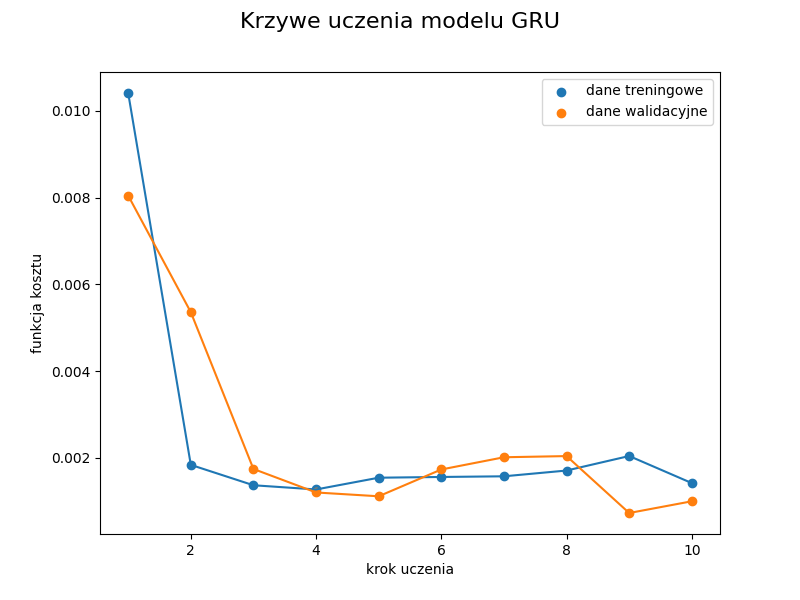 Krzywe uczenia modelu GRU
dane treningowe
dane walidacyjne
funkcja kosztu
0.010
0.008
0.006
0.004
0.002
2
4
6
8
10
krok uczenia